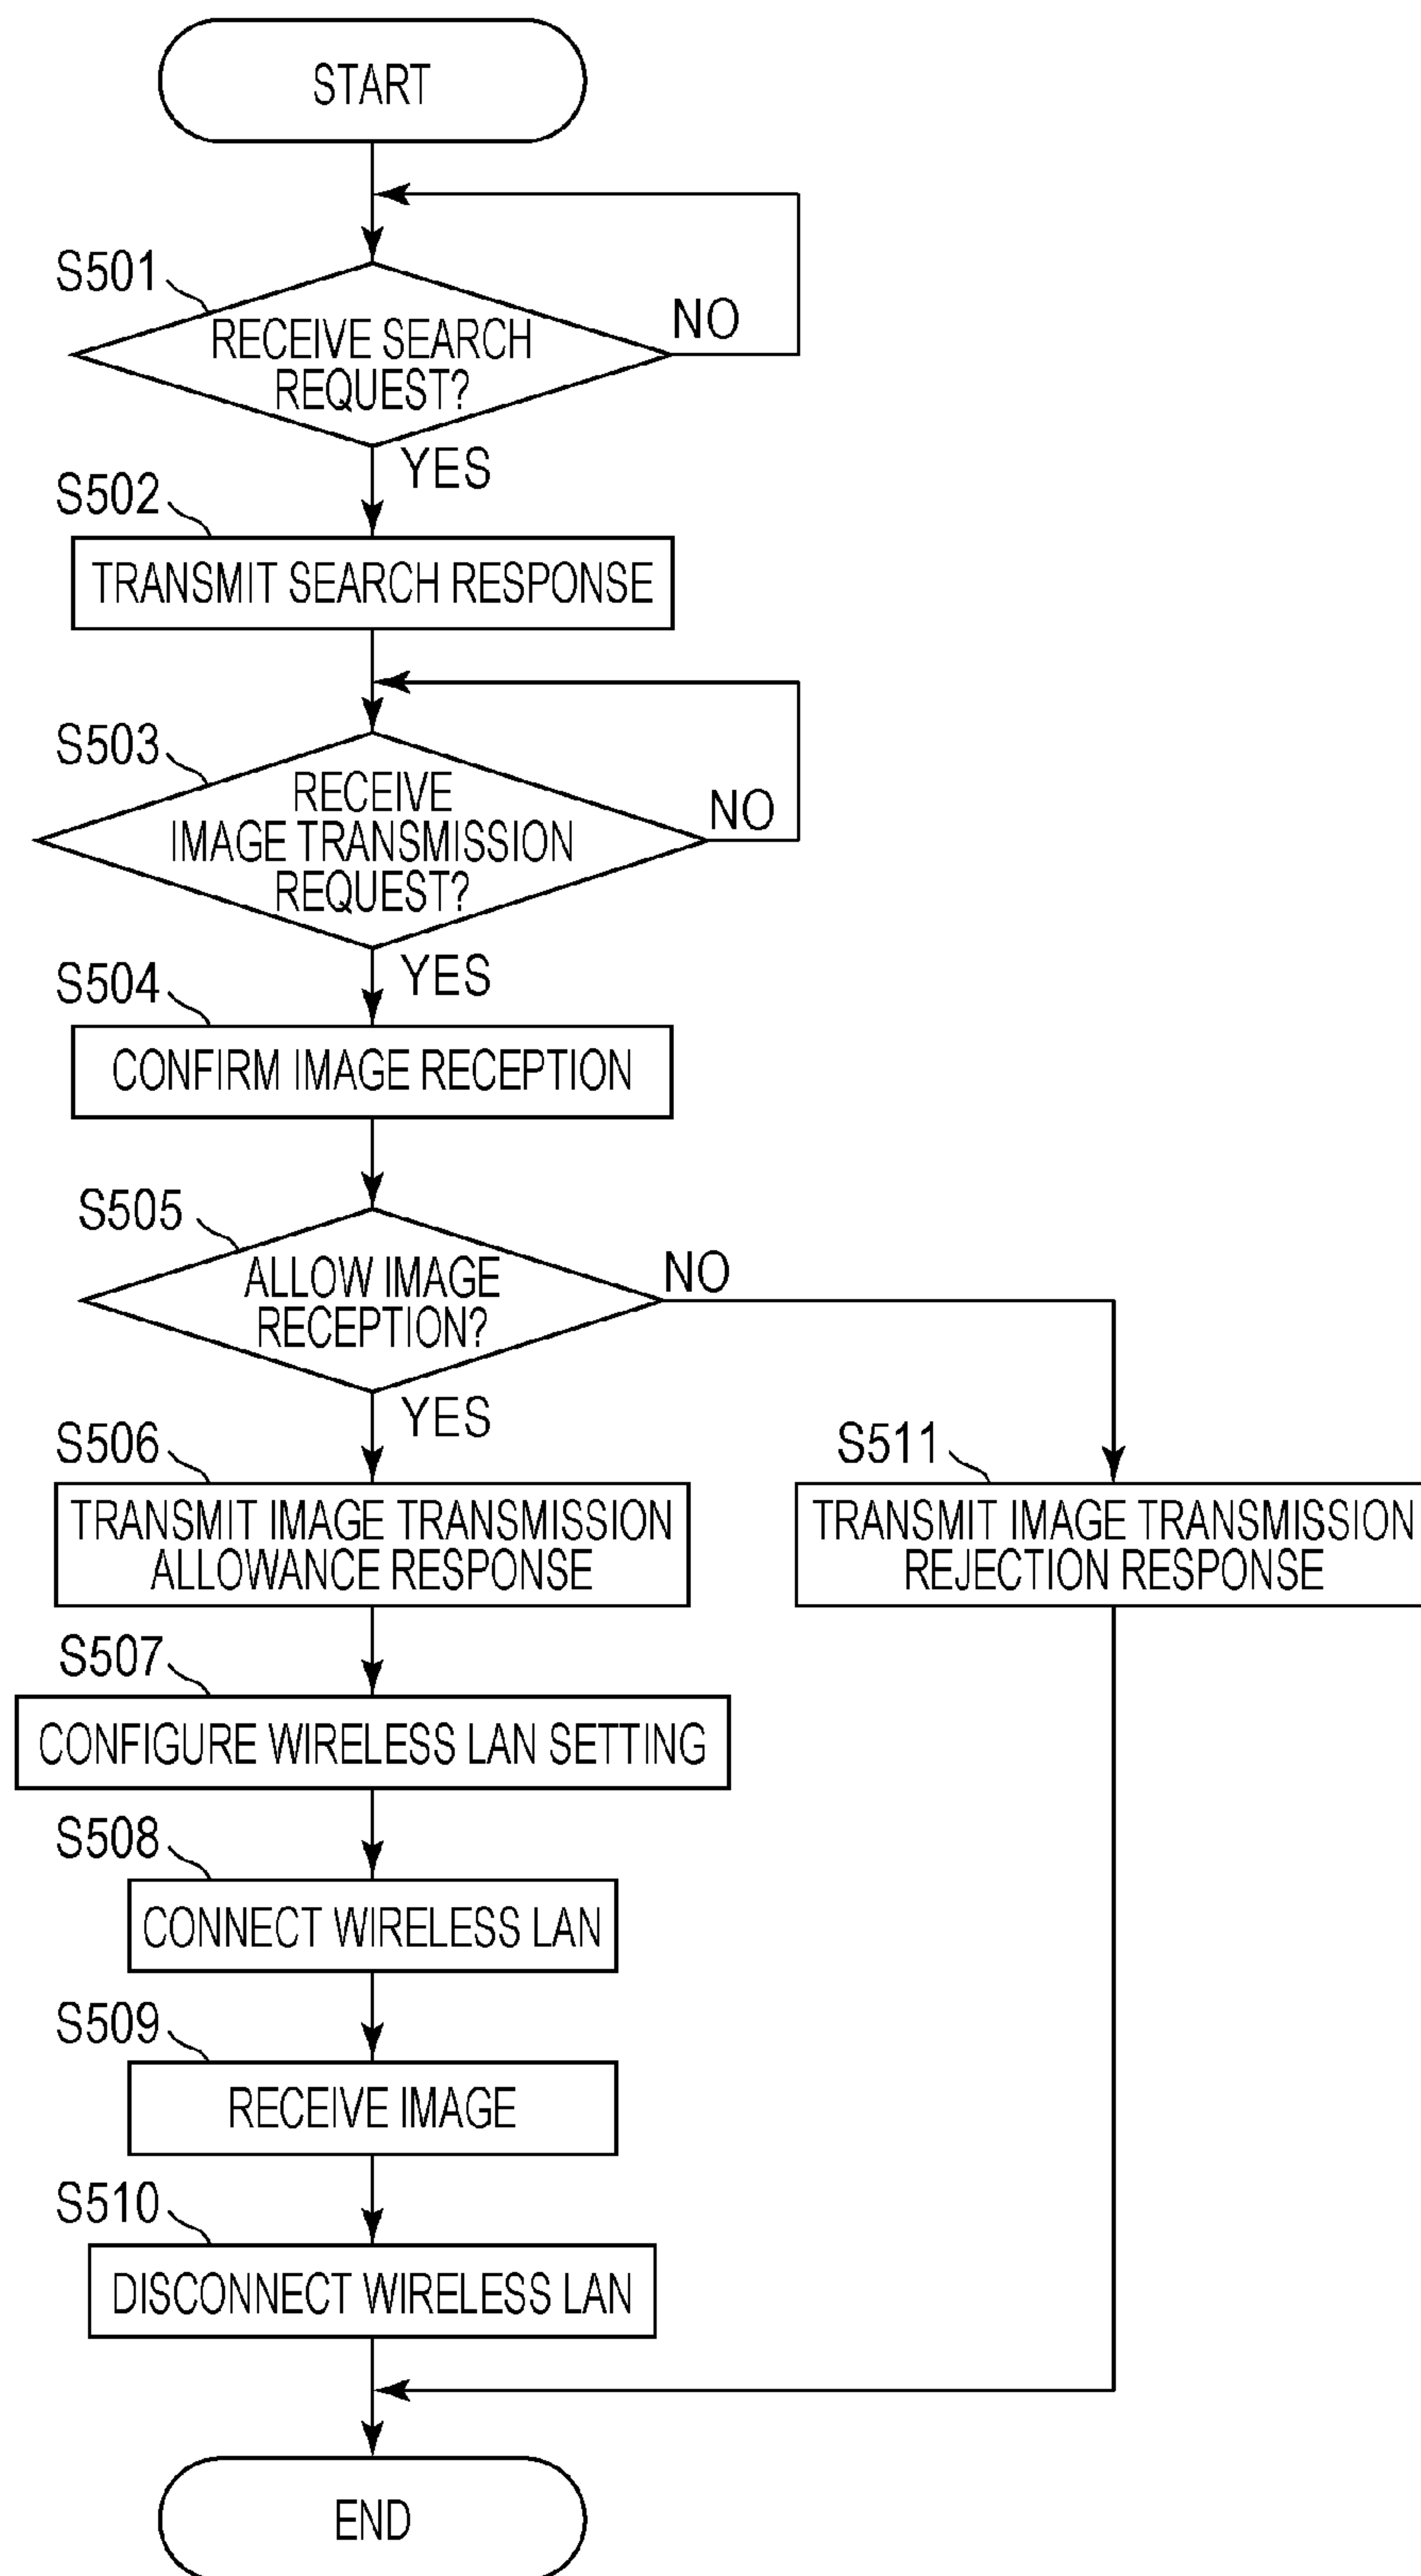 START
S501
RECEIVE SEARCH
REQUEST?
NO
YES
S502
TRANSMIT SEARCH RESPONSE
S503
RECEIVE
IMAGE TRANSMISSION
REQUEST?
NO
YES
S504
CONFIRM IMAGE RECEPTION
S505
ALLOW IMAGE
RECEPTION?
NO
YES
S506
TRANSMIT IMAGE TRANSMISSION
ALLOWANCE RESPONSE
S511
TRANSMIT IMAGE TRANSMISSION
REJECTION RESPONSE
S507
CONFIGURE WIRELESS LAN SETTING
S508
CONNECT WIRELESS LAN
S509
RECEIVE IMAGE
S510
DISCONNECT WIRELESS LAN
END